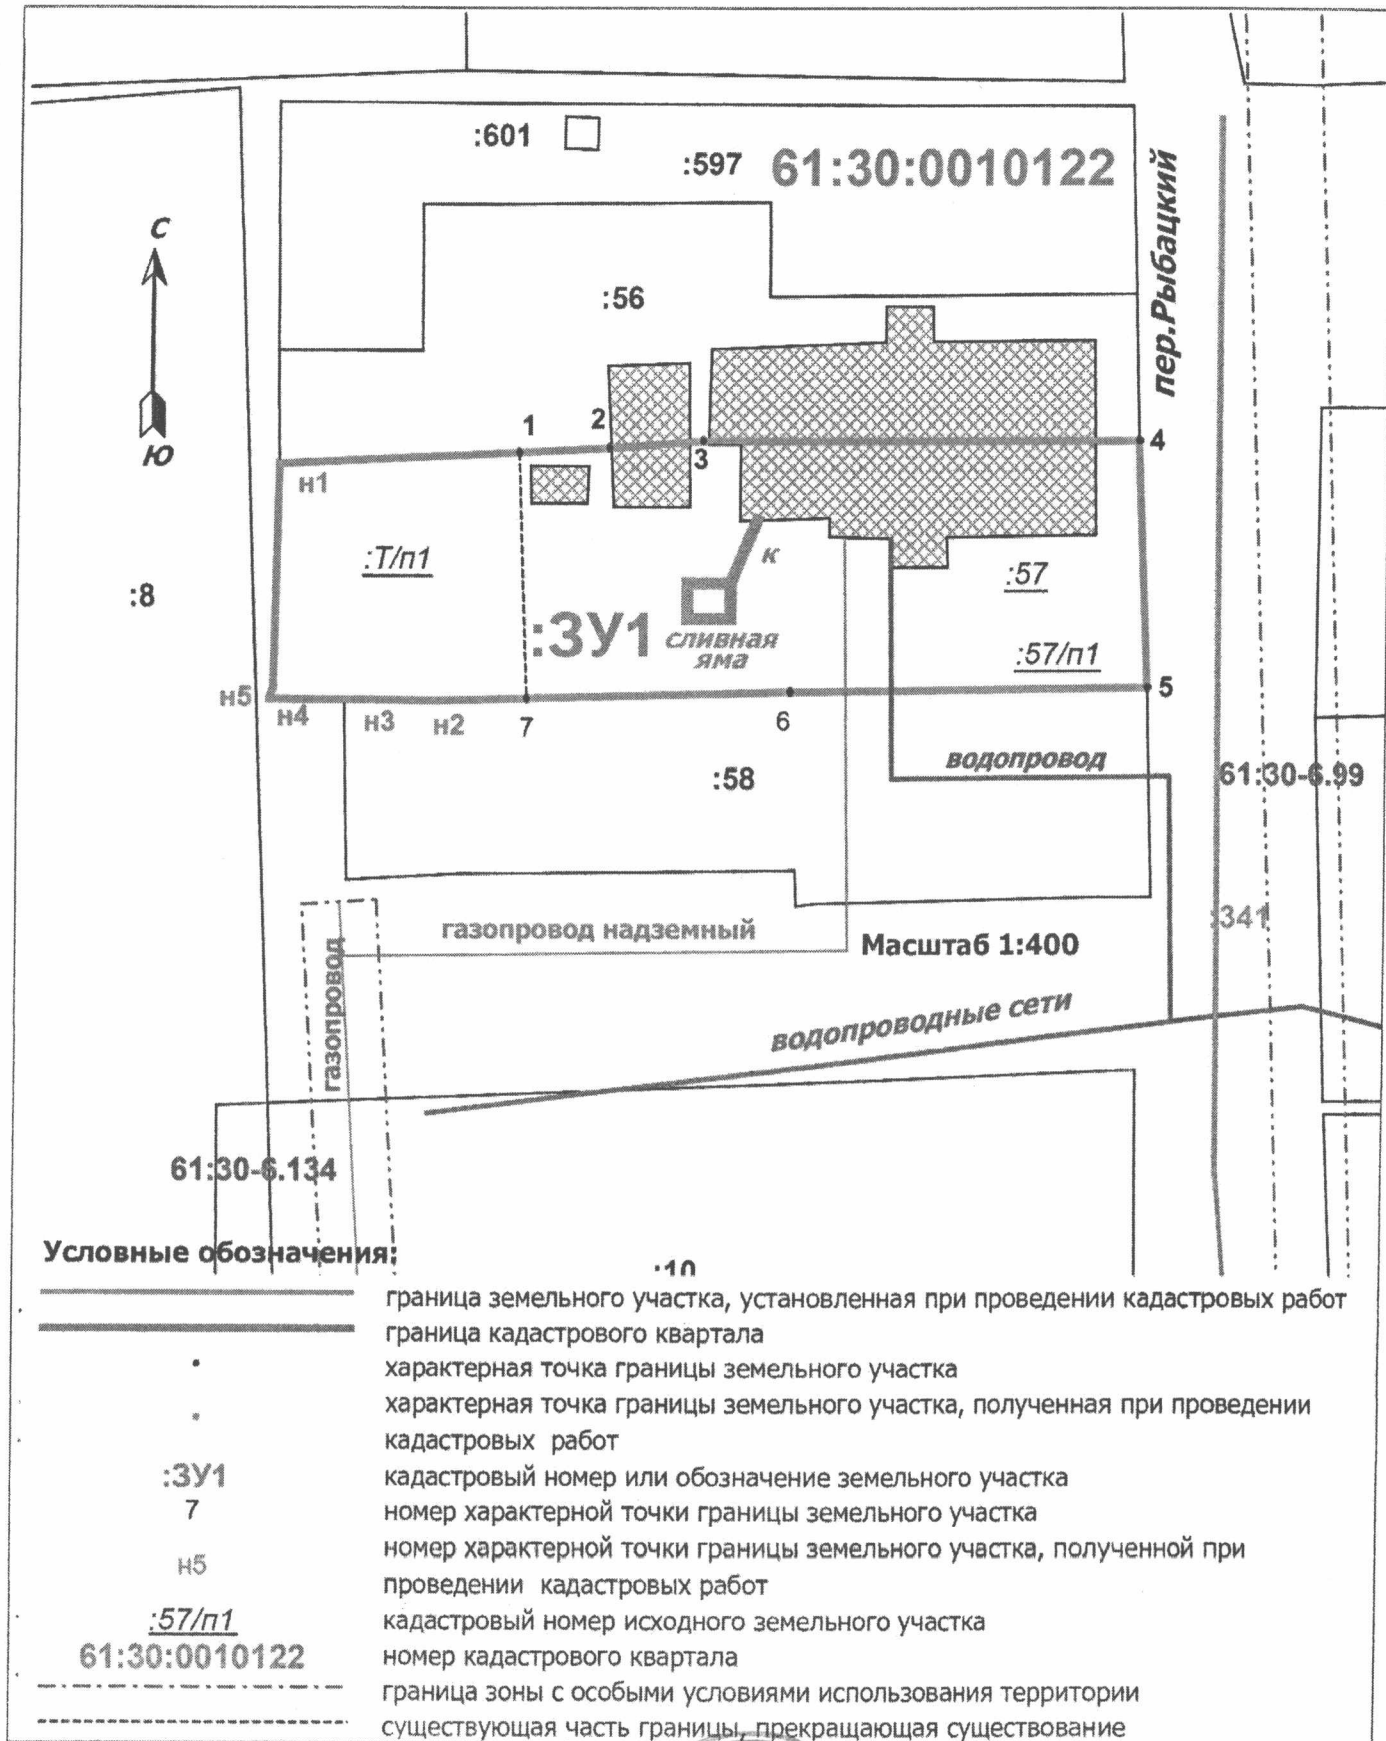 :601
:597
61:30:0010122
пер.Рыбацкий
С
Ю
:56
1
2
3
4
н1
:Т/п1
:8
к
:57
:ЗУ1
сливная
яма
:57/п1
н5
н4
н3
н2
7
6
5
:58
водопровод
61:30-6.99
:341
газопровод надземный
Масштаб 1:400
газопровод
водопроводные сети
61:30-6.134
:10
Условные обозначения:
граница земельного участка, установленная при проведении кадастровых работ
граница кадастрового квартала
характерная точка границы земельного участка
характерная точка границы земельного участка, полученная при проведении
кадастровых работ
:ЗУ1 кадастровый номер или обозначение земельного участка
7 номер характерной точки границы земельного участка
н5 номер характерной точки границы земельного участка, полученной при
проведении кадастровых работ
:57/п1 кадастровый номер исходного земельного участка
61:30:0010122 номер кадастрового квартала
граница зоны с особыми условиями использования территории
существующая часть границы, прекращающая существование